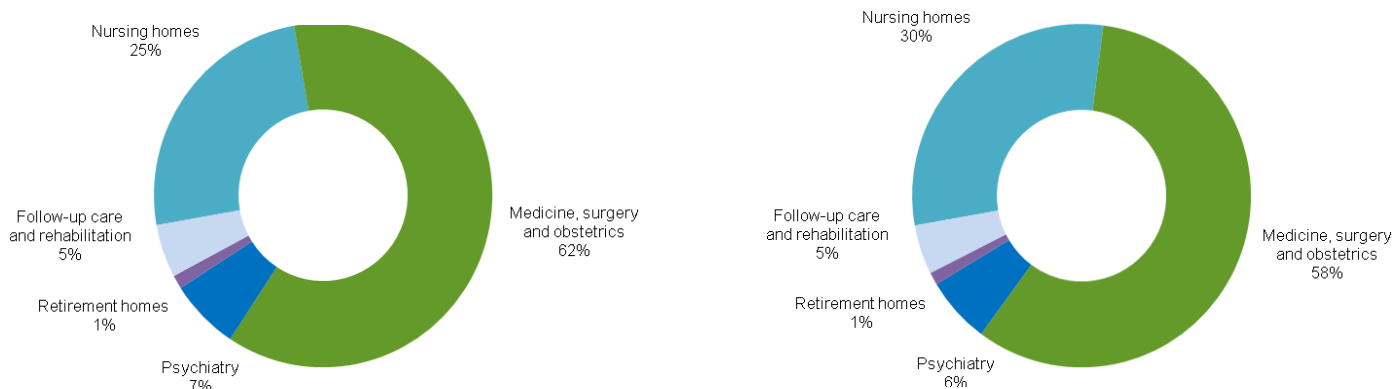 Nursing homes
25%
Follow-up care
and rehabilitation
5%
Retirement homes
1%
Psychiatry
7%
Medicine, surgery
and obstetrics
62%
Nursing homes
30%
Follow-up care
and rehabilitation
5%
Retirement homes
1%
Psychiatry
6%
Medicine, surgery
and obstetrics
58%